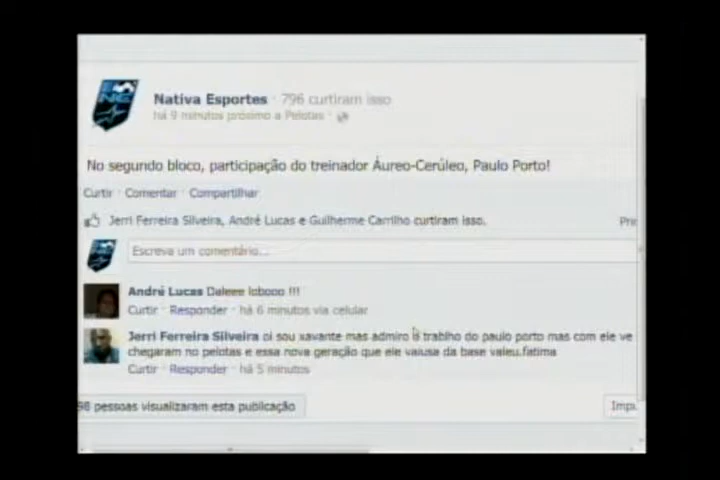 Nativa Esportes · 796 curtiram isso
há 9 minutos próximo a Pelotas ·
No segundo bloco, participação do treinador Áureo-Cerúleo, Paulo Porto!
Curtir · Comentar · Compartilhar
Jerri Ferreira Silveira, André Lucas e Guilherme Carrilho curtiram isso.
Escreva um comentário...
André Lucas Daleee lobooo !!!
Curtir · Responder · há 6 minutos via celular
Jerri Ferreira Silveira oi sou xavante mas admiro o trablho do paulo porto mas com ele ve
chegaram no pelotas e essa nova geração que ele vaiusa da base valeu.fatima
Curtir · Responder · há 5 minutos
98 pessoas visualizaram esta publicação